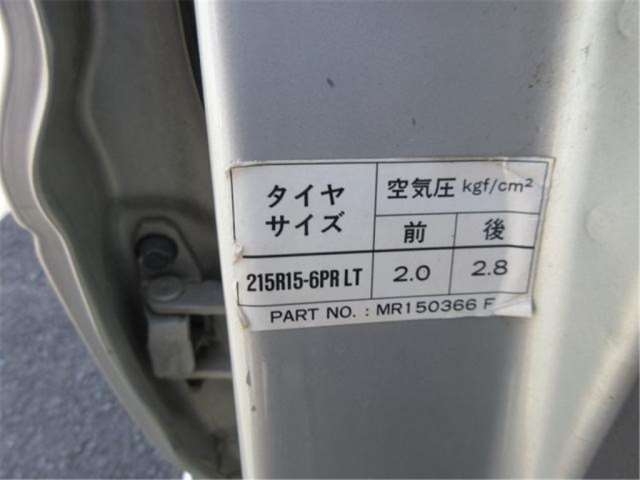 タイヤ
サイズ
空気圧 kgf/cm²
前 後
215R15-6PR LT 2.0 2.8
PART NO. : MR150366 F